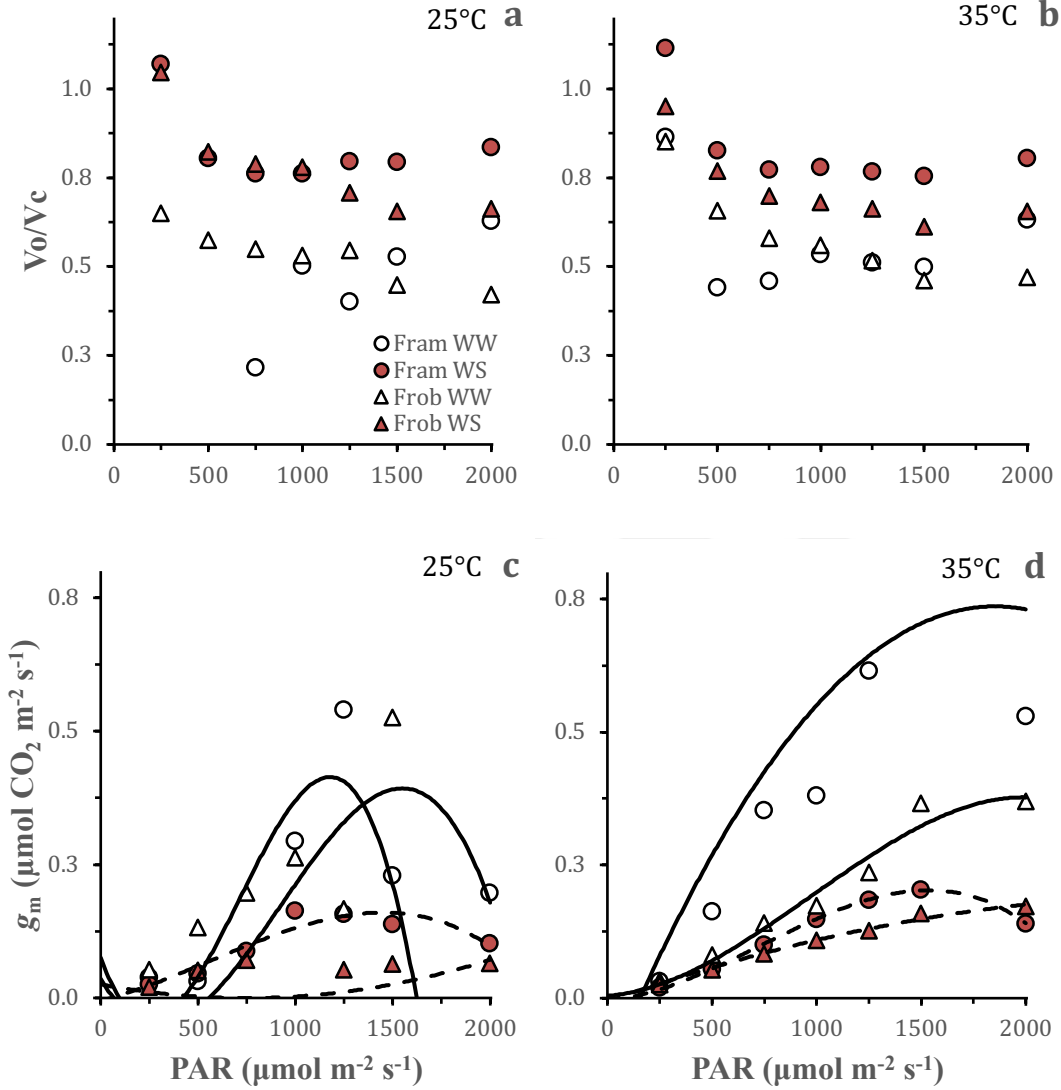 25°C a
35°C b
Vo/Vc
1.0
0.8
0.5
0.3
0.0
Fram WW
Fram WS
Frob WW
Frob WS
0 500 1000 1500 2000
1.0
0.8
0.5
0.3
0.0
0 500 1000 1500 2000
25°C c
35°C d
gm (µmol CO2 m-2 s-1)
0.8
0.5
0.3
0.0
0 500 1000 1500 2000
PAR (µmol m-2 s-1)
0.8
0.5
0.3
0.0
0 500 1000 1500 2000
PAR (µmol m-2 s-1)